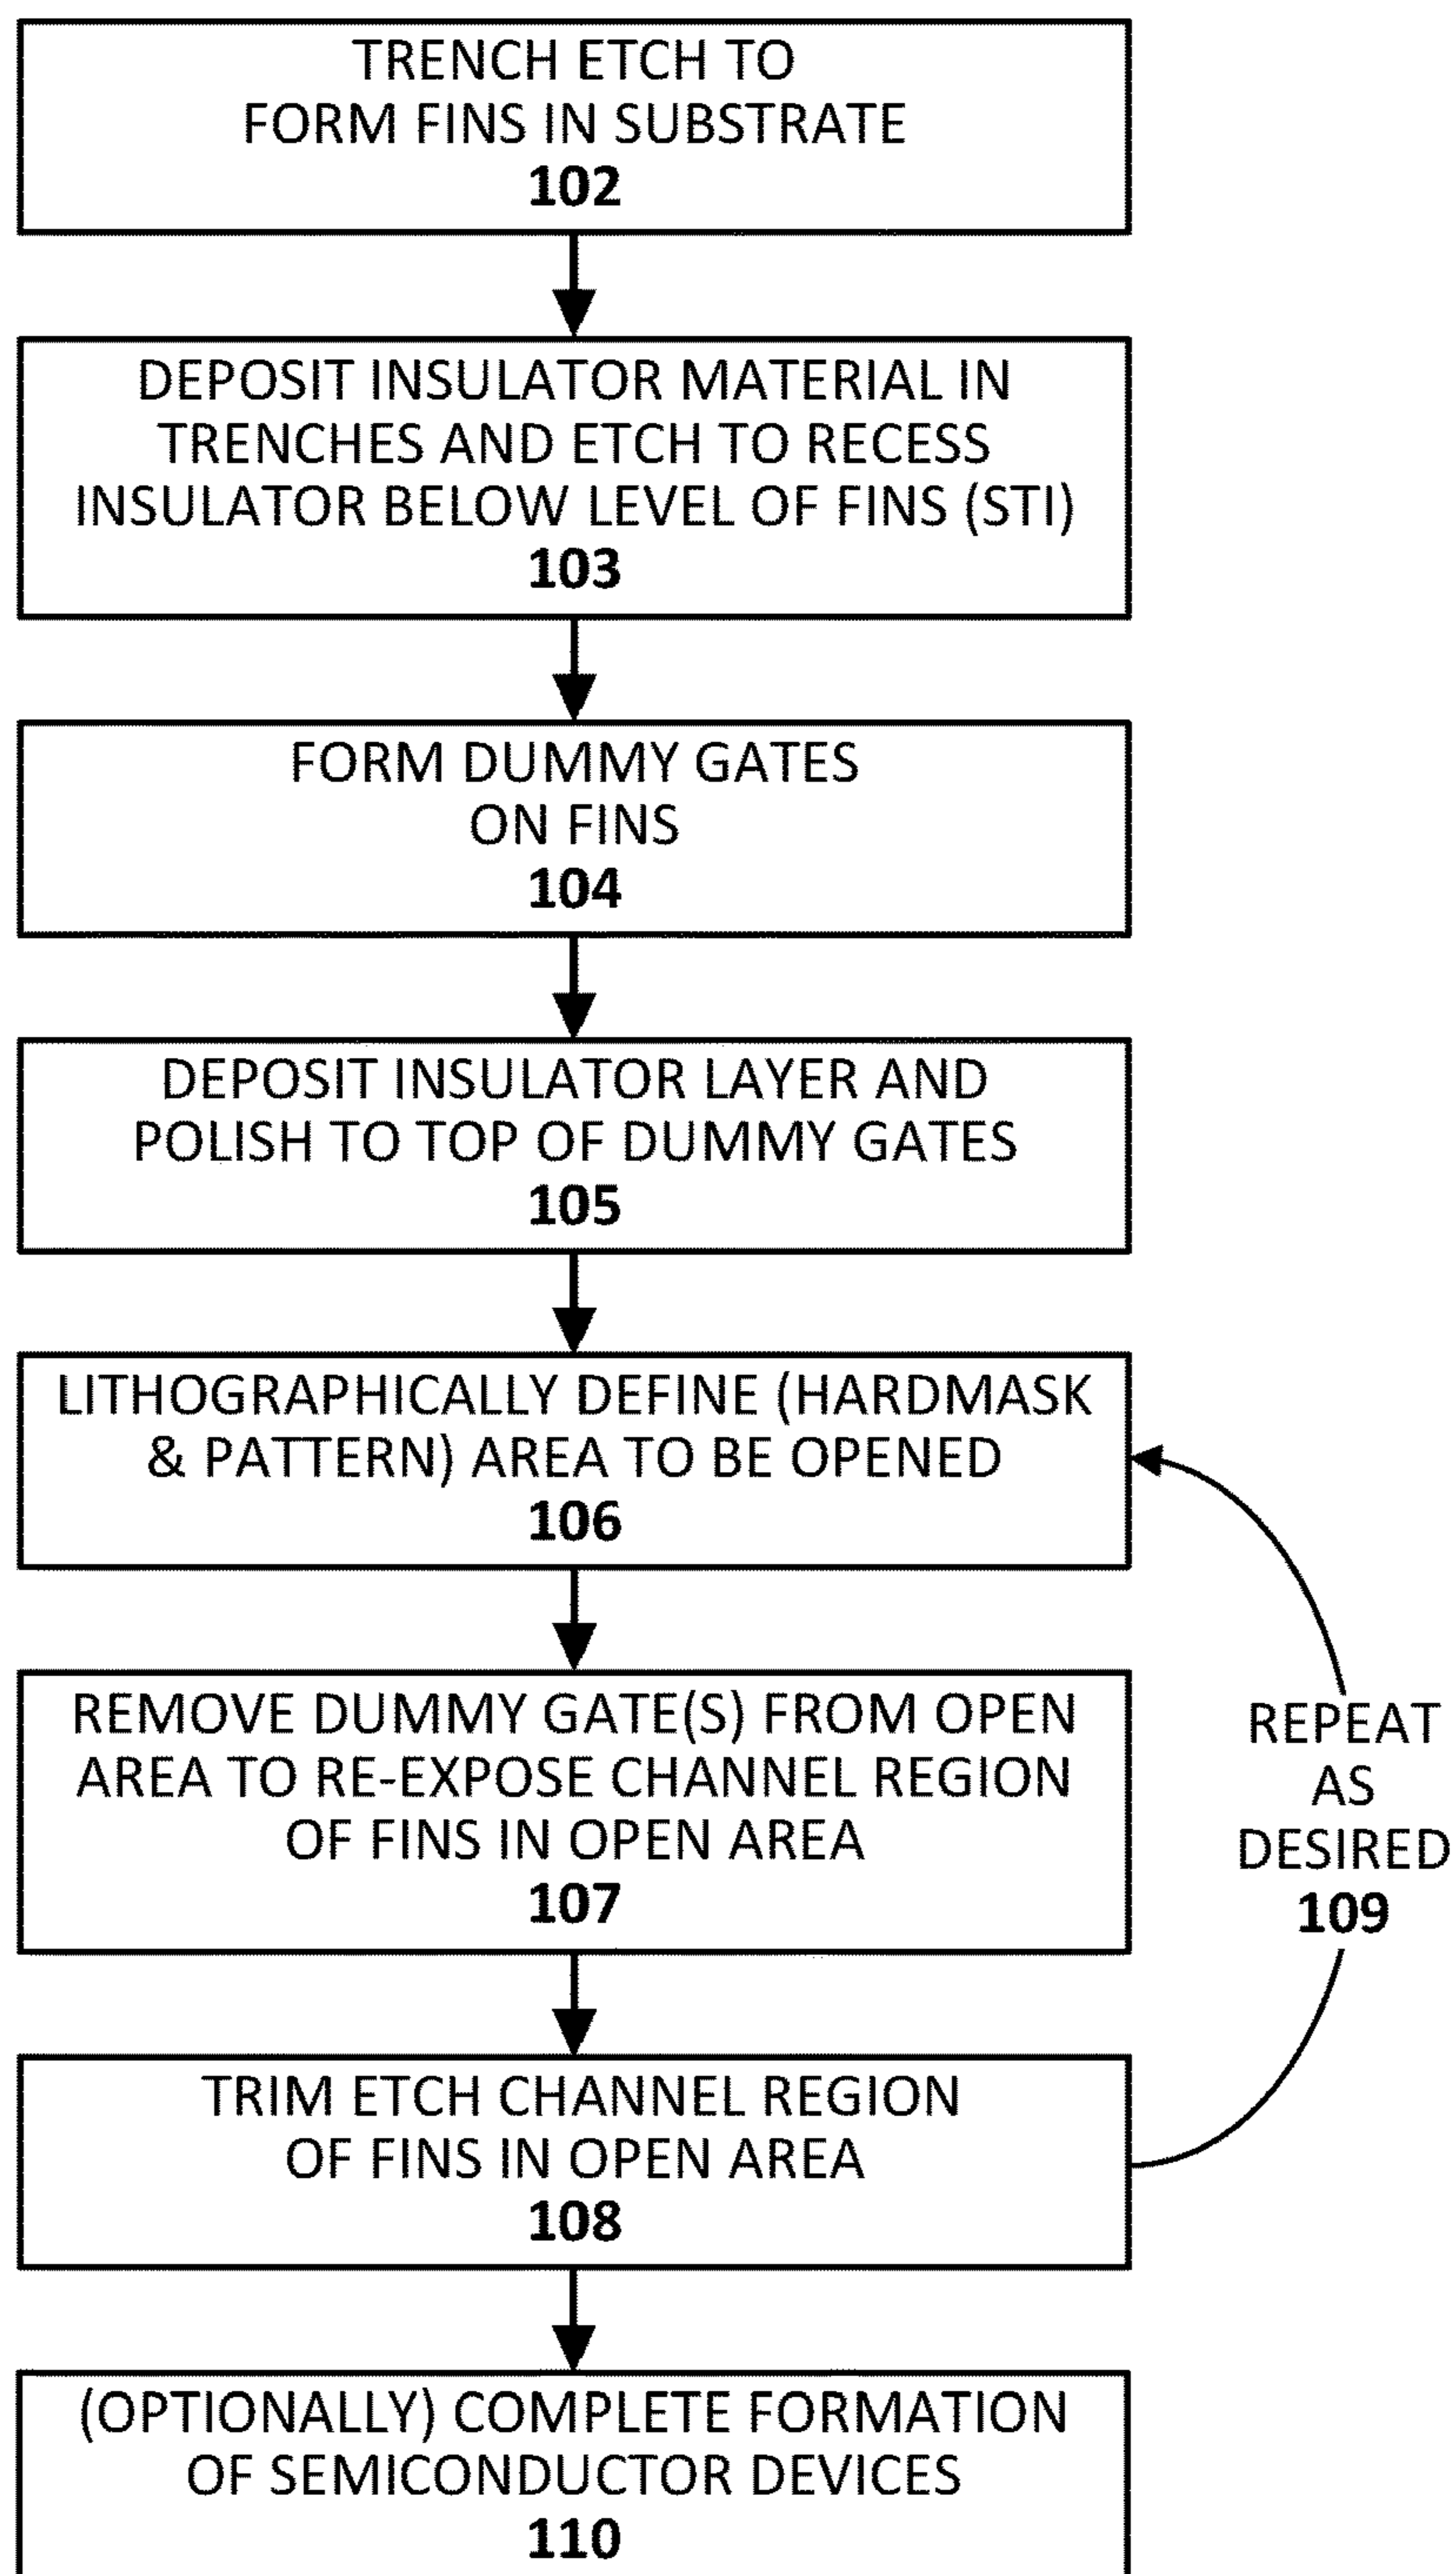 TRENCH ETCH TO
FORM FINS IN SUBSTRATE
102
DEPOSIT INSULATOR MATERIAL IN
TRENCHES AND ETCH TO RECESS
INSULATOR BELOW LEVEL OF FINS (STI)
103
FORM DUMMY GATES
ON FINS
104
DEPOSIT INSULATOR LAYER AND
POLISH TO TOP OF DUMMY GATES
105
LITHOGRAPHICALLY DEFINE (HARDMASK
& PATTERN) AREA TO BE OPENED
106
REMOVE DUMMY GATE(S) FROM OPEN
AREA TO RE-EXPOSE CHANNEL REGION
OF FINS IN OPEN AREA
107
TRIM ETCH CHANNEL REGION
OF FINS IN OPEN AREA
108
REPEAT
AS
DESIRED
109
(OPTIONALLY) COMPLETE FORMATION
OF SEMICONDUCTOR DEVICES
110